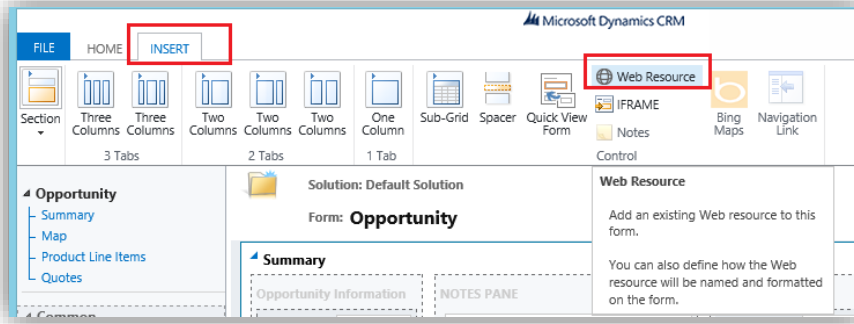 Microsoft Dynamics CRM
FILE HOME INSERT
Section
Three Columns
Three Columns
Two Columns
Two Columns
Two Columns
One Column
Sub-Grid
Spacer
Quick View Form
Web Resource
IFRAME
Notes
Bing Maps
Navigation Link
3 Tabs
2 Tabs
1 Tab
Control
Opportunity
Summary
Map
Product Line Items
Quotes
Common
Solution: Default Solution
Form: Opportunity
Summary
Opportunity Information
NOTES PANE
Web Resource
Add an existing Web resource to this
form.
You can also define how the Web
resource will be named and formatted
on the form.